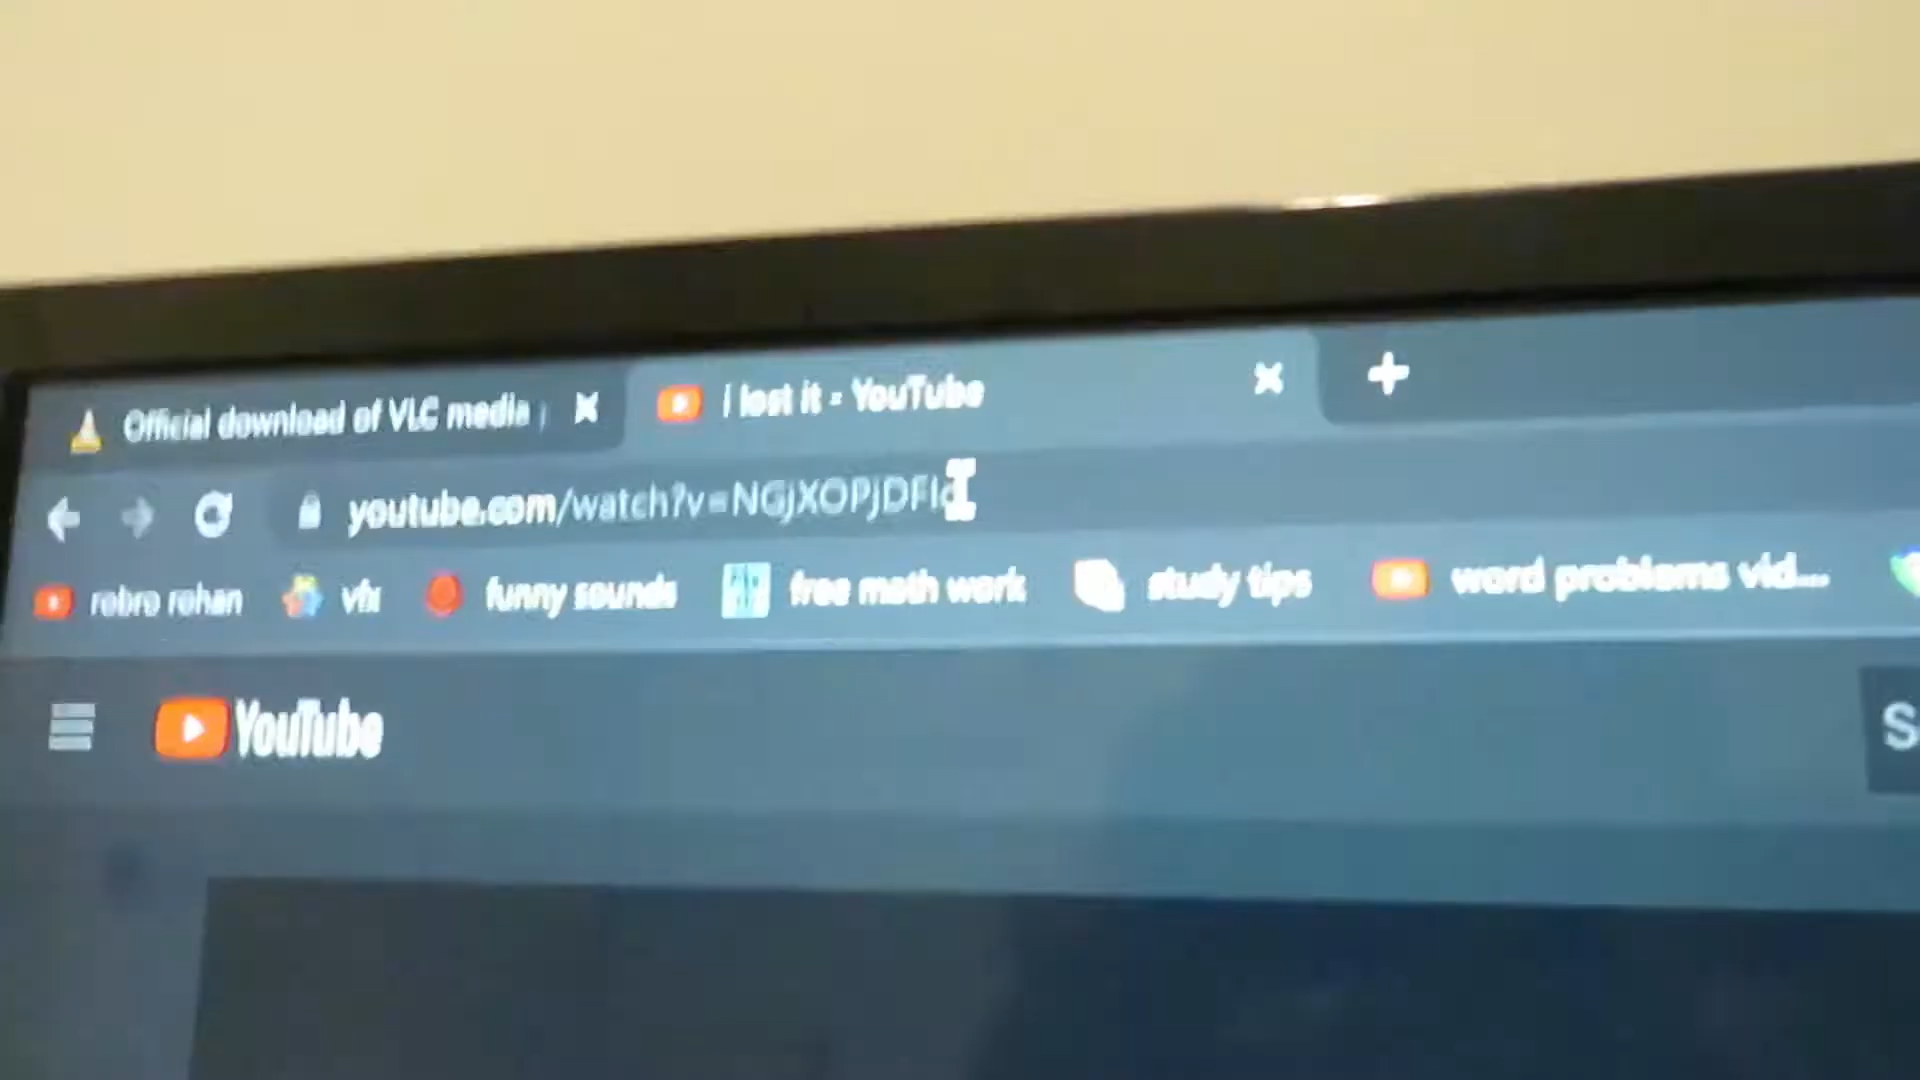 Official download of VLC media
i lost it - YouTube
youtube.com/watch?v=NGjXOPjDFI
robro rohan vfx funny sounds free math work study tips word problems vid...
YouTube
S